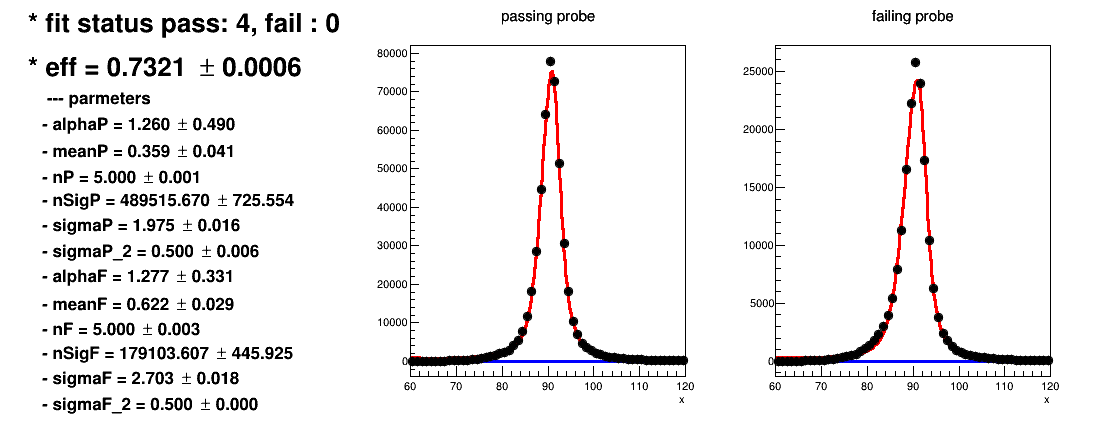 * fit status pass: 4, fail : 0
* eff = 0.7321 ± 0.0006
--- parmeters
- alphaP = 1.260 ± 0.490
- meanP = 0.359 ± 0.041
- nP = 5.000 ± 0.001
- nSigP = 489515.670 ± 725.554
- sigmaP = 1.975 ± 0.016
- sigmaP_2 = 0.500 ± 0.006
- alphaF = 1.277 ± 0.331
- meanF = 0.622 ± 0.029
- nF = 5.000 ± 0.003
- nSigF = 179103.607 ± 445.925
- sigmaF = 2.703 ± 0.018
- sigmaF_2 = 0.500 ± 0.000
passing probe
80000
70000
60000
50000
40000
30000
20000
10000
0
60 70 80 90 100 110 120
x
failing probe
25000
20000
15000
10000
5000
0
60 70 80 90 100 110 120
x